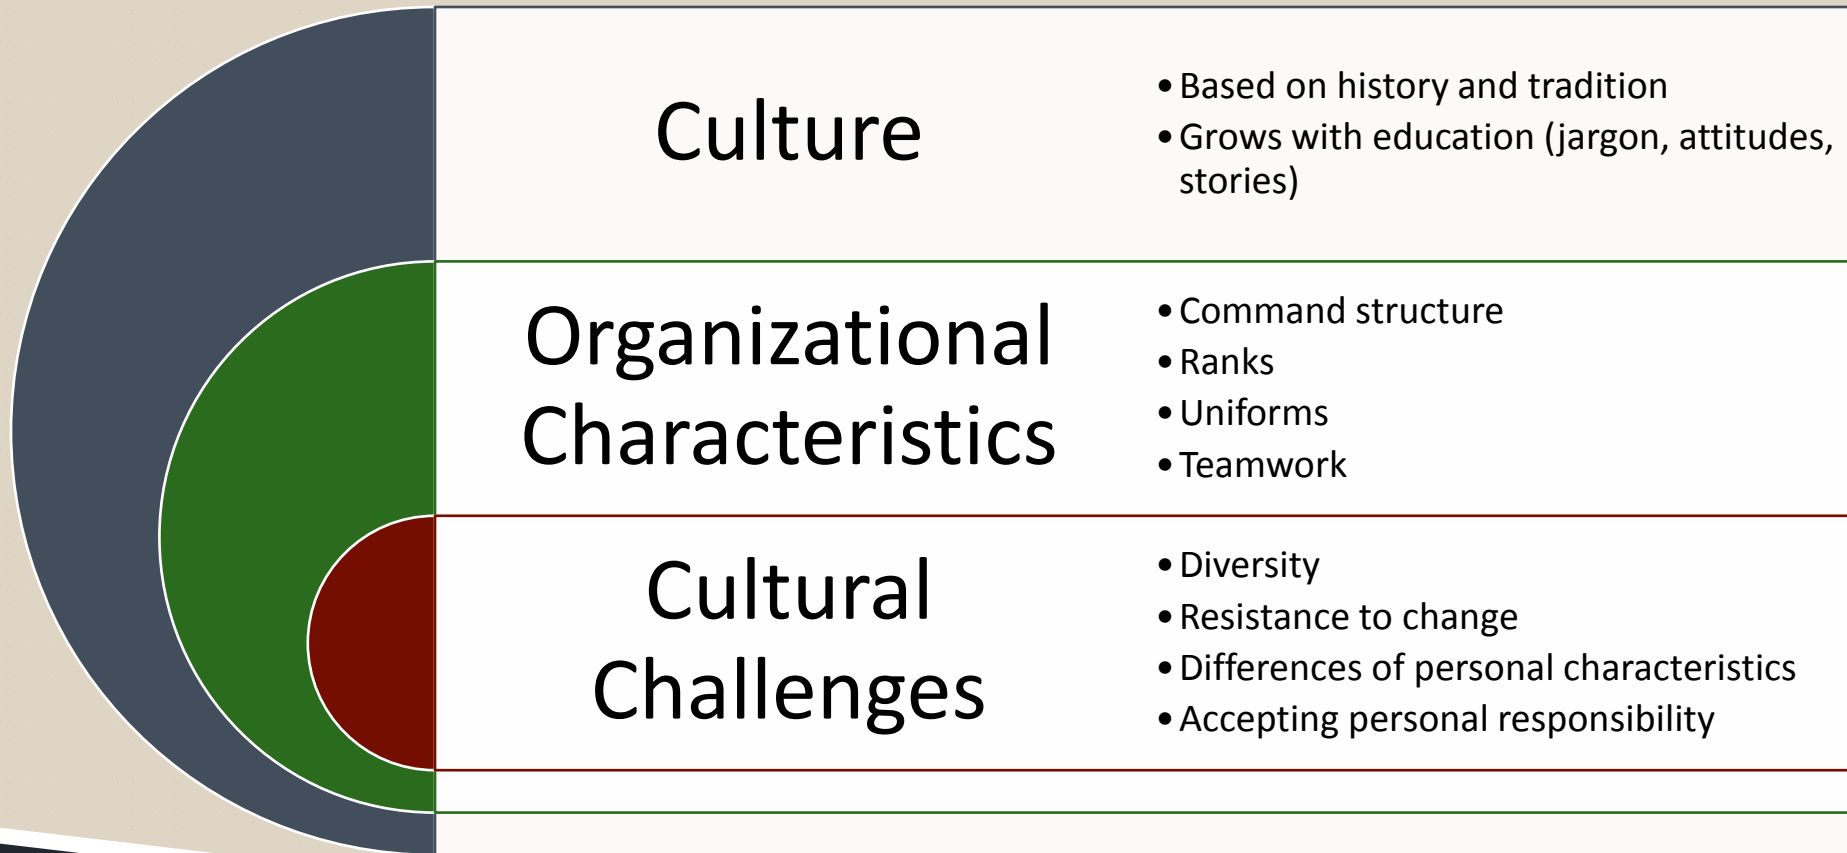 Culture
• Based on history and tradition
• Grows with education (jargon, attitudes,
stories)
Organizational
Characteristics
• Command structure
• Ranks
• Uniforms
• Teamwork
Cultural
Challenges
• Diversity
• Resistance to change
• Differences of personal characteristics
• Accepting personal responsibility